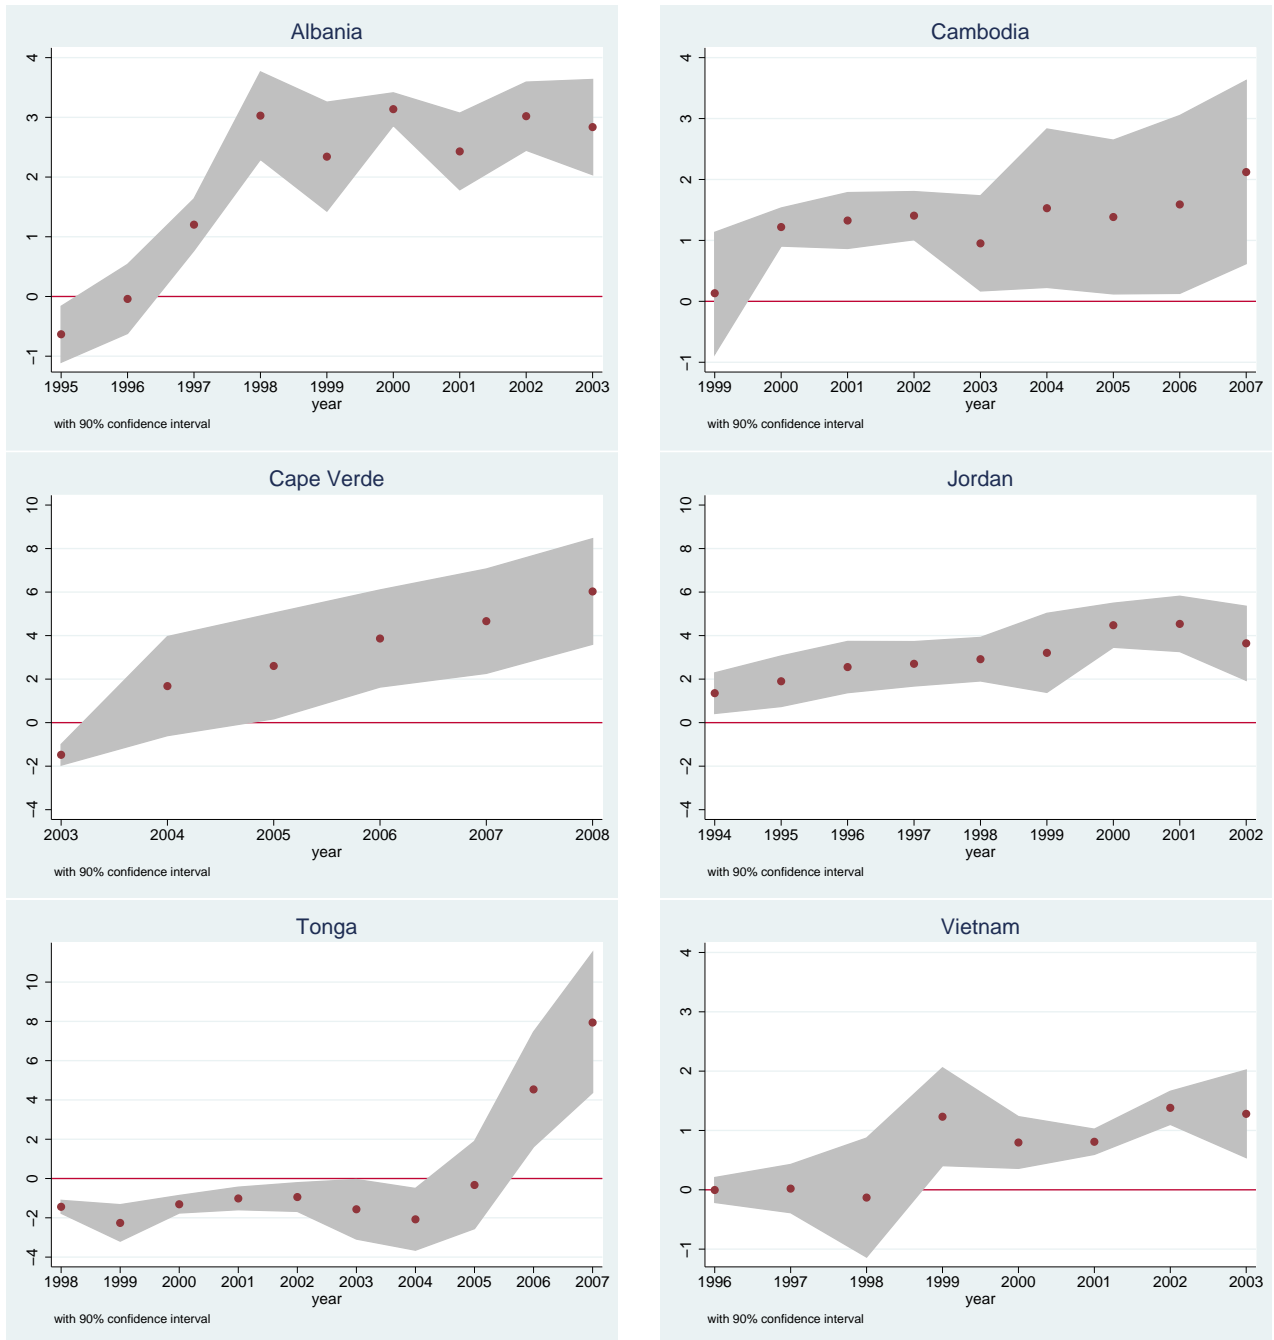 Albania
4
3
2
1
0
−1
1995 1996 1997 1998 1999 2000 2001 2002 2003
year
with 90% confidence interval
Cambodia
4
3
2
1
0
−1
1999 2000 2001 2002 2003 2004 2005 2006 2007
year
with 90% confidence interval
Cape Verde
10
8
6
4
2
0
−2
−4
2003 2004 2005 2006 2007 2008
year
with 90% confidence interval
Jordan
10
8
6
4
2
0
−2
−4
1994 1995 1996 1997 1998 1999 2000 2001 2002
year
with 90% confidence interval
Tonga
10
8
6
4
2
0
−2
−4
1998 1999 2000 2001 2002 2003 2004 2005 2006 2007
year
with 90% confidence interval
Vietnam
4
3
2
1
0
−1
1996 1997 1998 1999 2000 2001 2002 2003
year
with 90% confidence interval